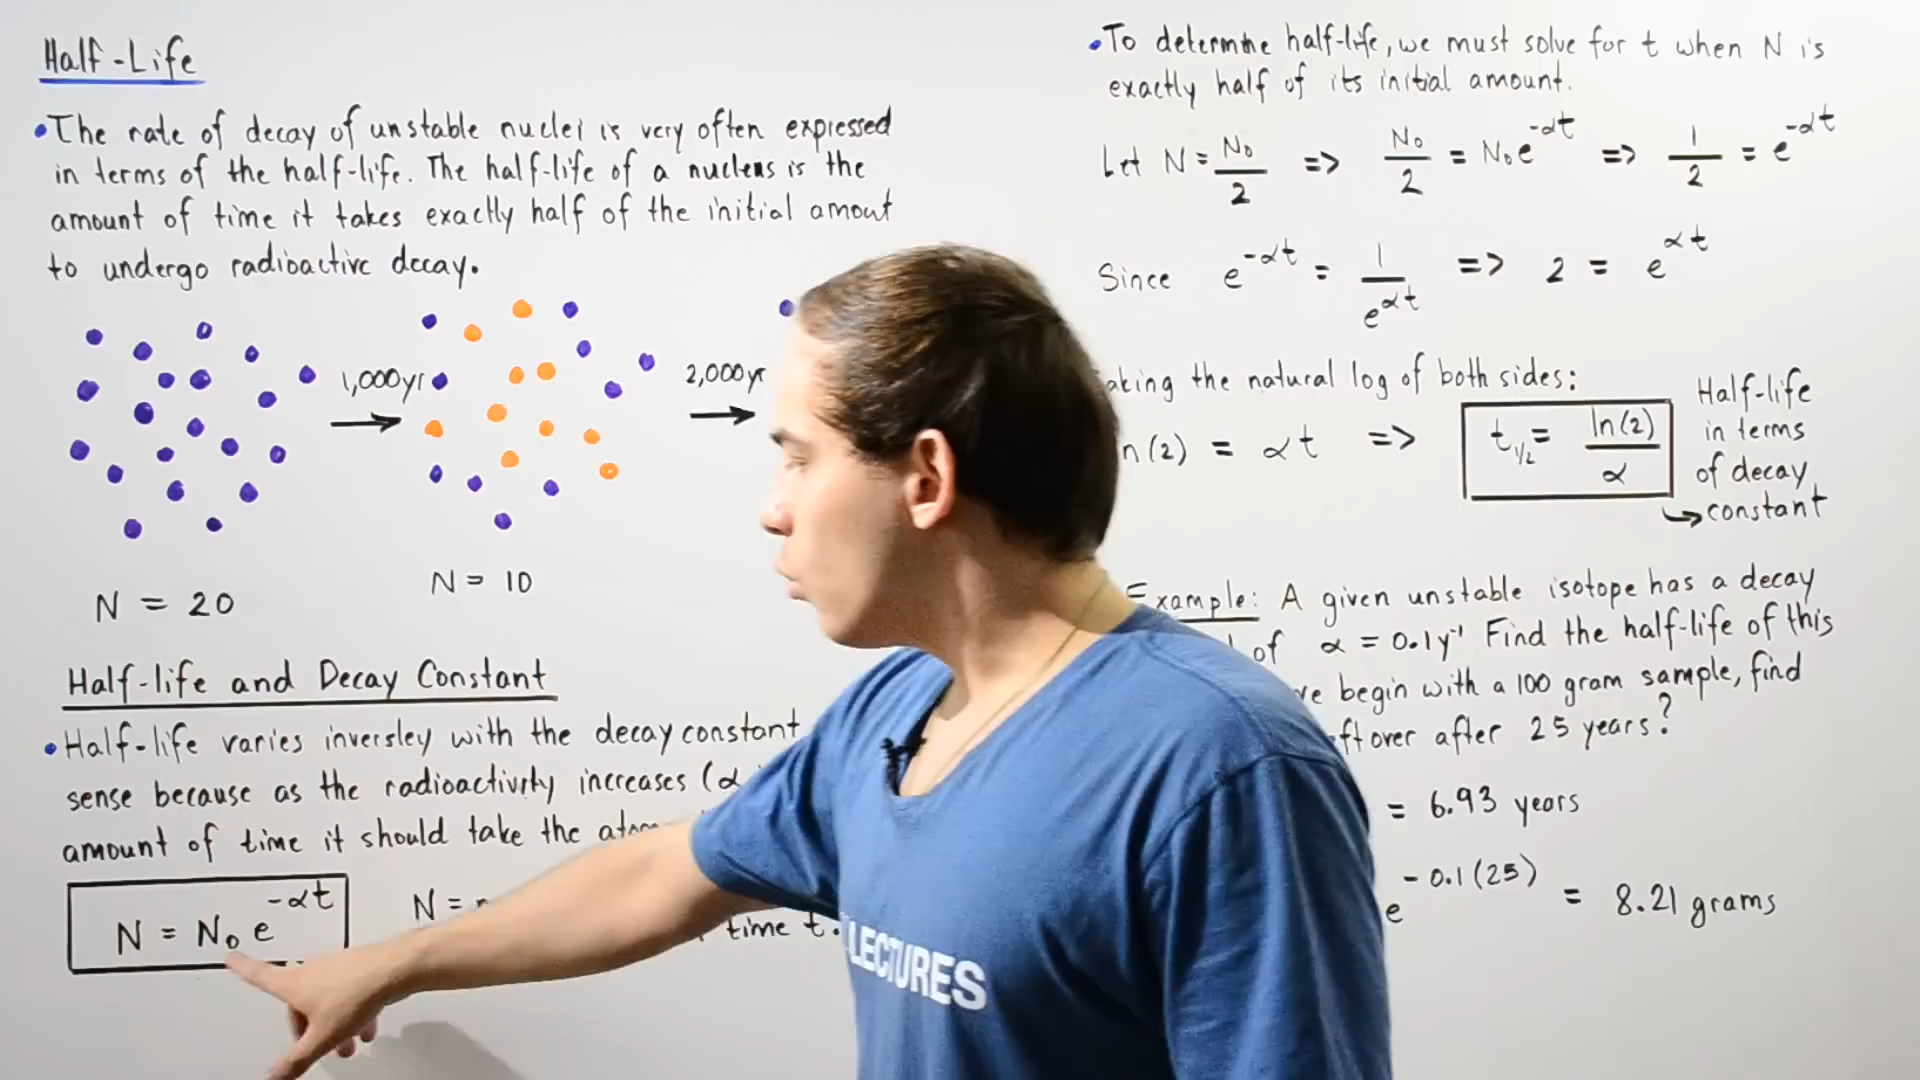 Half-Life
•The rate of decay of unstable nuclei is very often expressed
in terms of the half-life. The half-life of a nucleus is the
amount of time it takes exactly half of the initial amout
to undergo radioactive decay.
1,000yr
2,000yr
N = 20
N = 10
Half-life and Decay Constant
•Half-life varies inversley with the decay constant
sense because as the radioactivity increases (α
amount of time it should take the
N = N₀ e^-αt
N =
time t.
•To determine half-life, we must solve for t when N is
exactly half of its initial amount.
Let N = N₀/2 => N₀/2 = N₀e^-αt => 1/2 = e^-αt
Since e^-αt = 1/e^αt => 2 = e^αt
the natural log of both sides:
(2) = αt => t₁/₂ = ln(2)/α
Half-life
in terms
of decay
↳constant
Example: A given unstable isotope has a decay
of α = 0.1y⁻¹ Find the half-life of this
begin with a 100 gram sample, find
after 25 years?
= 6.93 years
e^-0.1(25) = 8.21 grams
LECTURES